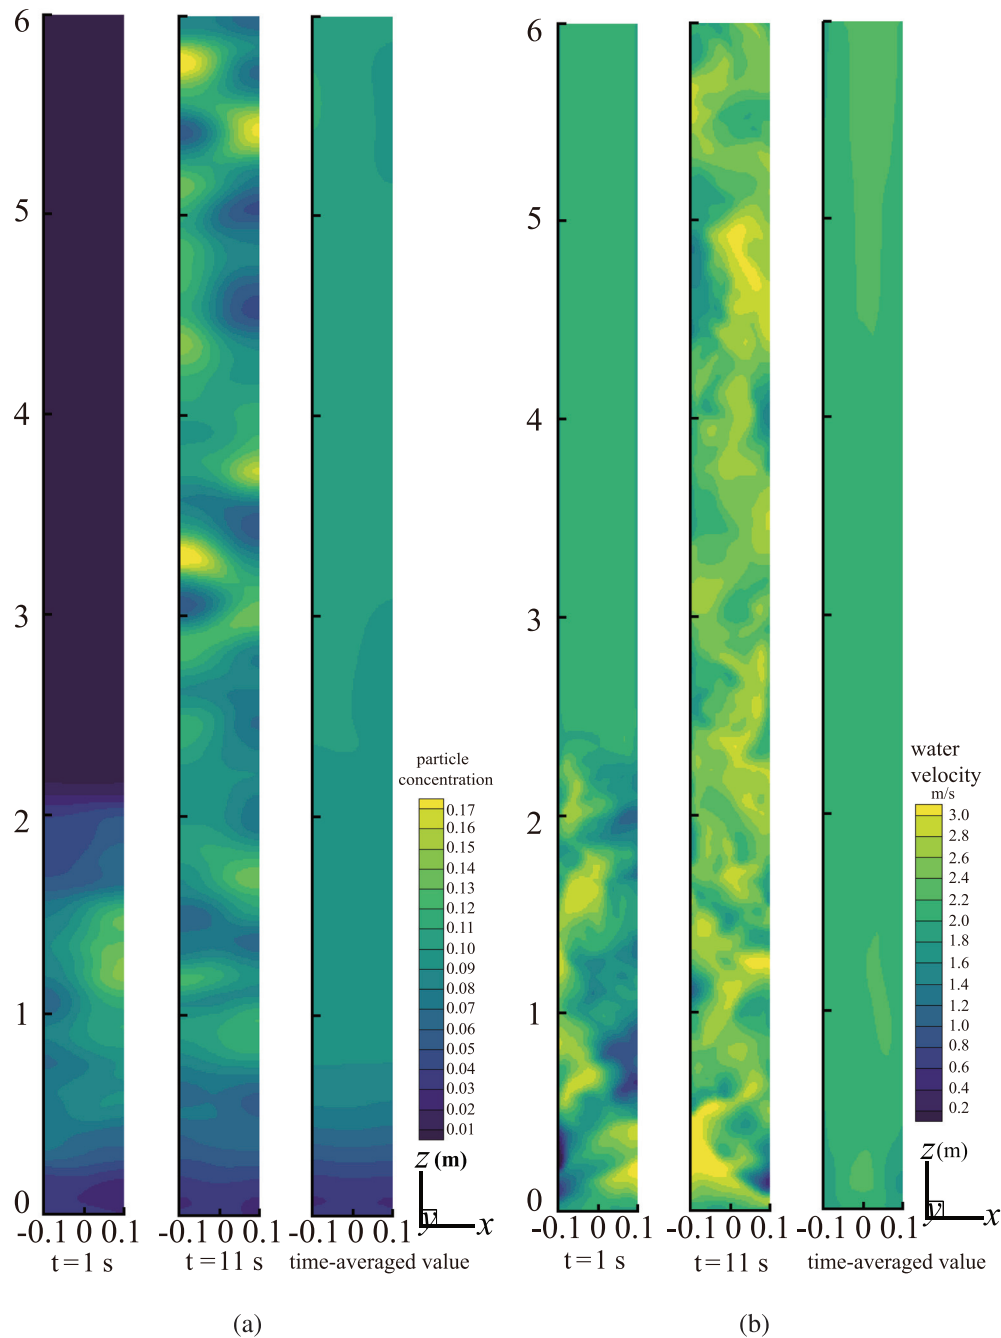 6
5
4
3
2
1
0
-0.1 0 0.1
t=1 s
-0.1 0 0.1
t=11 s
-0.1 0 0.1
time-averaged value
particle
concentration
0.17
0.16
0.15
0.14
0.13
0.12
0.11
0.10
0.09
0.08
0.07
0.06
0.05
0.04
0.03
0.02
0.01
z (m)
y
x
(a)
6
5
4
3
2
1
0
-0.1 0 0.1
t=1 s
-0.1 0 0.1
t=11 s
-0.1 0 0.1
time-averaged value
water
velocity
m/s
3.0
2.8
2.6
2.4
2.2
2.0
1.8
1.6
1.4
1.2
1.0
0.8
0.6
0.4
0.2
z (m)
y
x
(b)